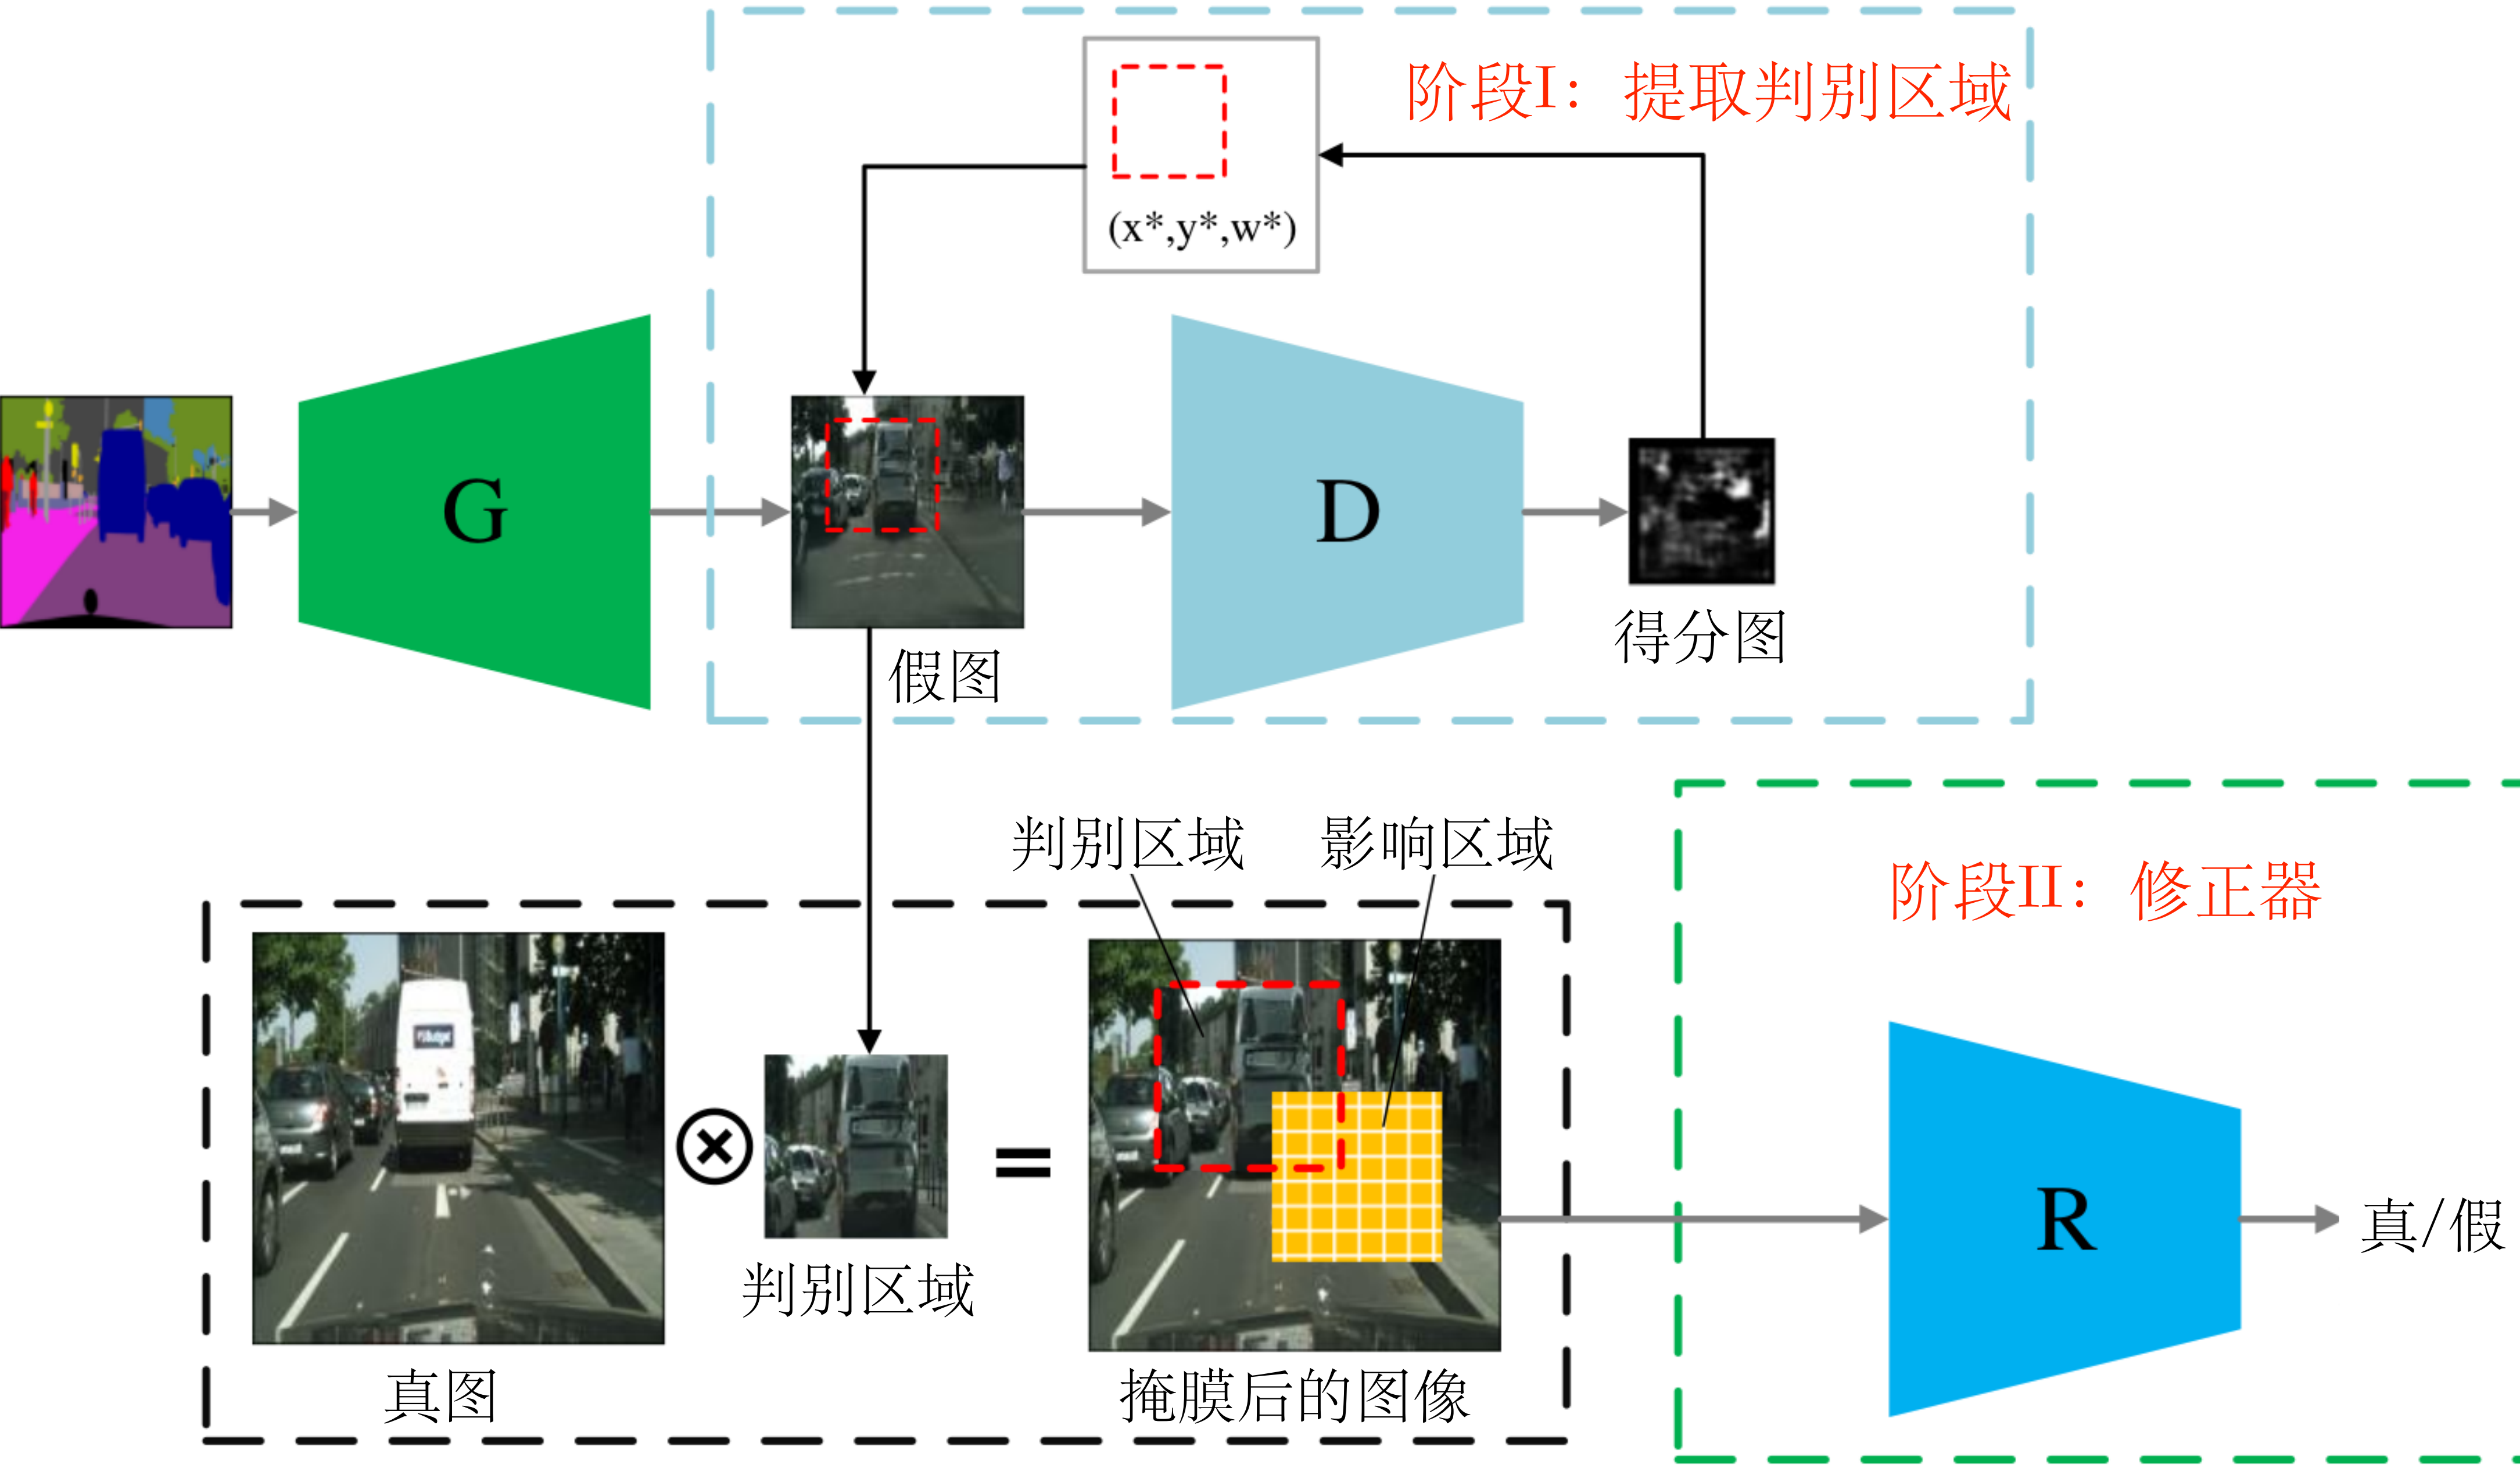 阶段I：提取判别区域
(x*,y*,w*)
G
D
得分图
假图
判别区域
影响区域
阶段II：修正器
R
真/假
判别区域
真图
掩膜后的图像